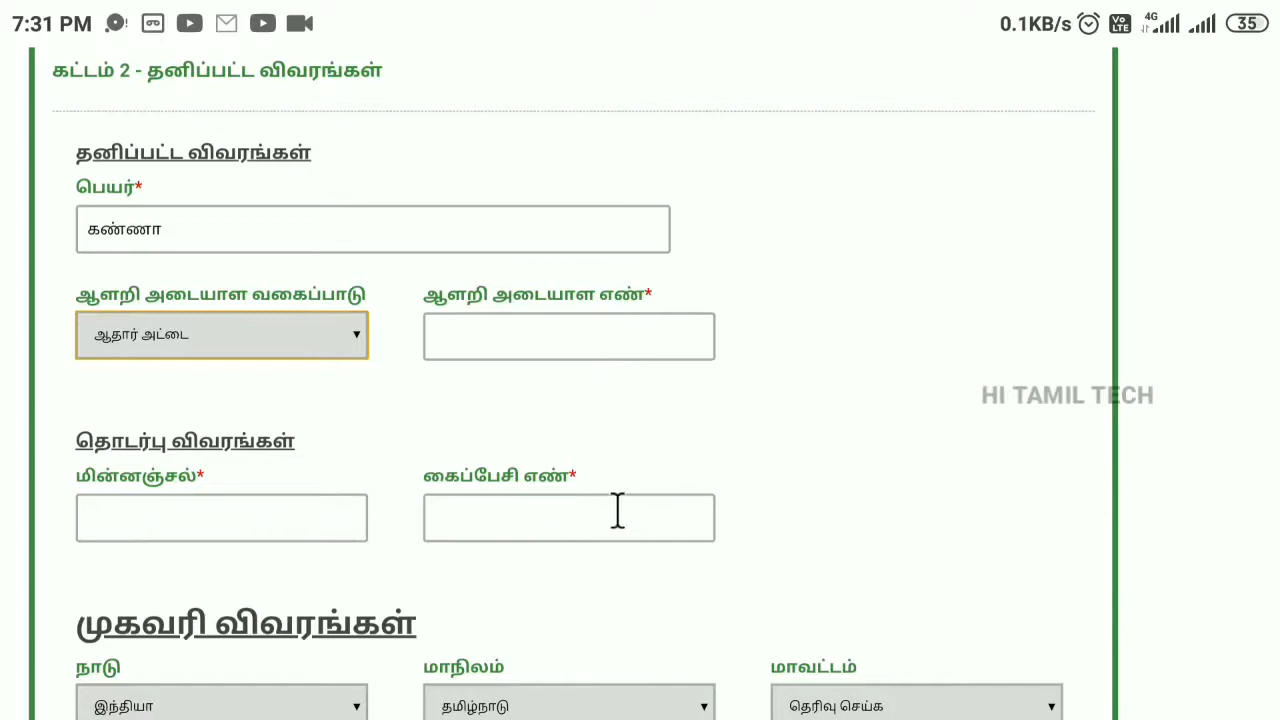 7:31 PM 0.1KB/s Vo LTE 4G 35
கட்டம் 2 - தனிப்பட்ட விவரங்கள்
தனிப்பட்ட விவரங்கள்
பெயர்*
கண்ணா
ஆளறி அடையாள வகைப்பாடு ஆளறி அடையாள எண்*
ஆதார் அட்டை
HI TAMIL TECH
தொடர்பு விவரங்கள்
மின்னஞ்சல்* கைப்பேசி எண்*
முகவரி விவரங்கள்
நாடு மாநிலம் மாவட்டம்
இந்தியா தமிழ்நாடு தெரிவு செய்க